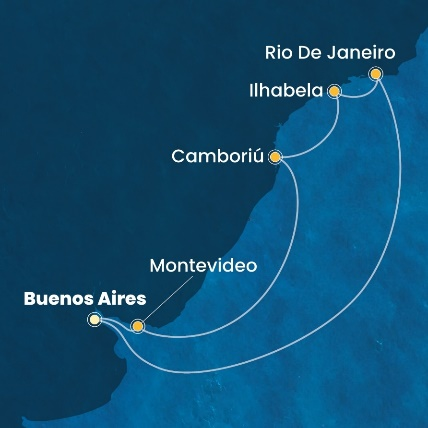 Rio De Janeiro
Ilhabela
Camboriú
Montevideo
Buenos Aires